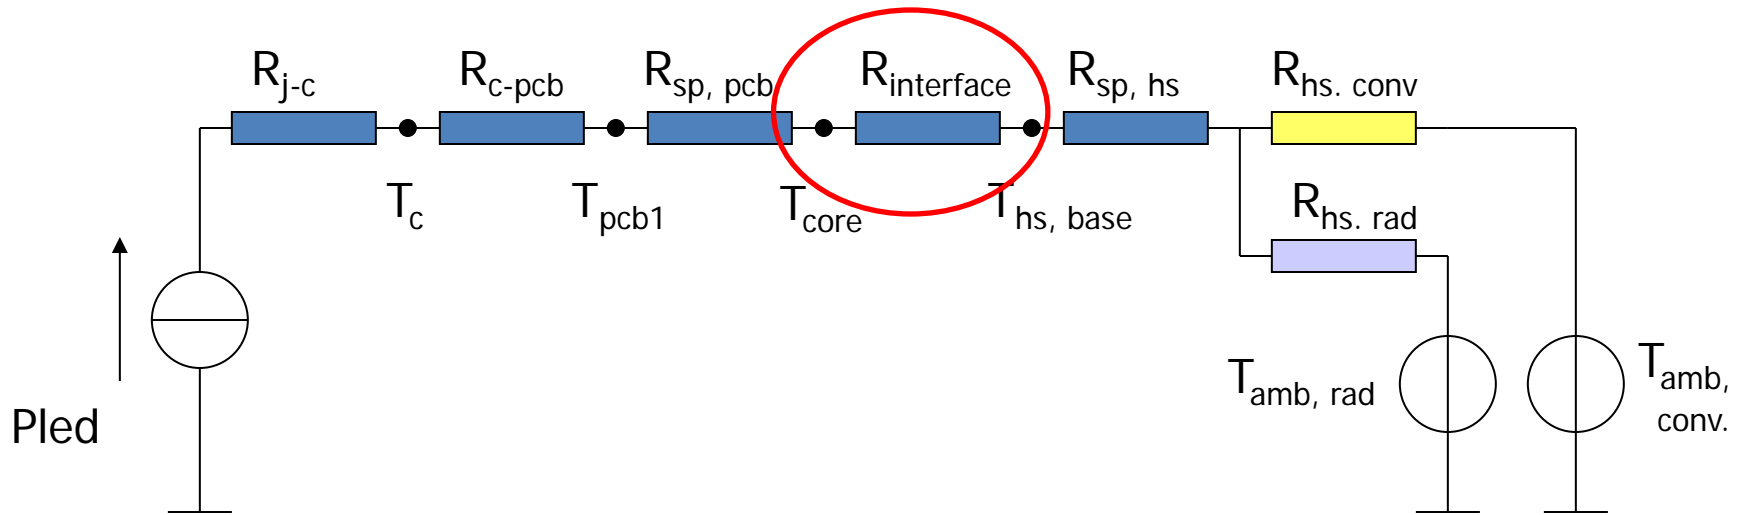 Rj-c
Rc-pcb
Rsp, pcb
Rinterface
Rsp, hs
Rhs. conv
Tc
Tpcb1
Tcore
Ths, base
Rhs. rad
Pled
Tamb, rad
Tamb,
conv.